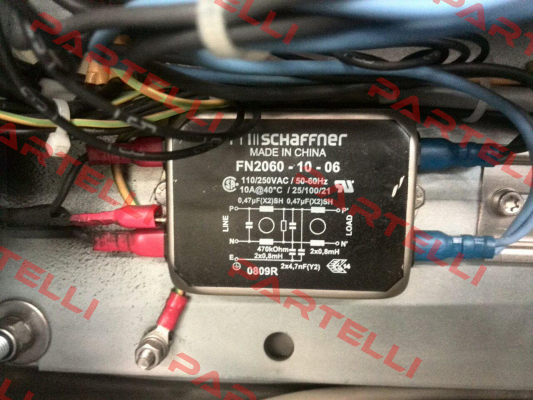 PARTELLI
PARTELLI
SCHAFFNER
MADE IN CHINA
FN2060 - 10 - 06
110/250VAC / 50-60Hz
10A@40°C / 25/100/21
0,47µF(X2)SH 0,47µF(X2)SH
P P'
LINE LOAD
N N'
470kOhm 2x0,8mH
E 2x0,8mH
2x4,7nF(Y2)
0809R
14
PARTELLI
PARTELLI
PARTELLI